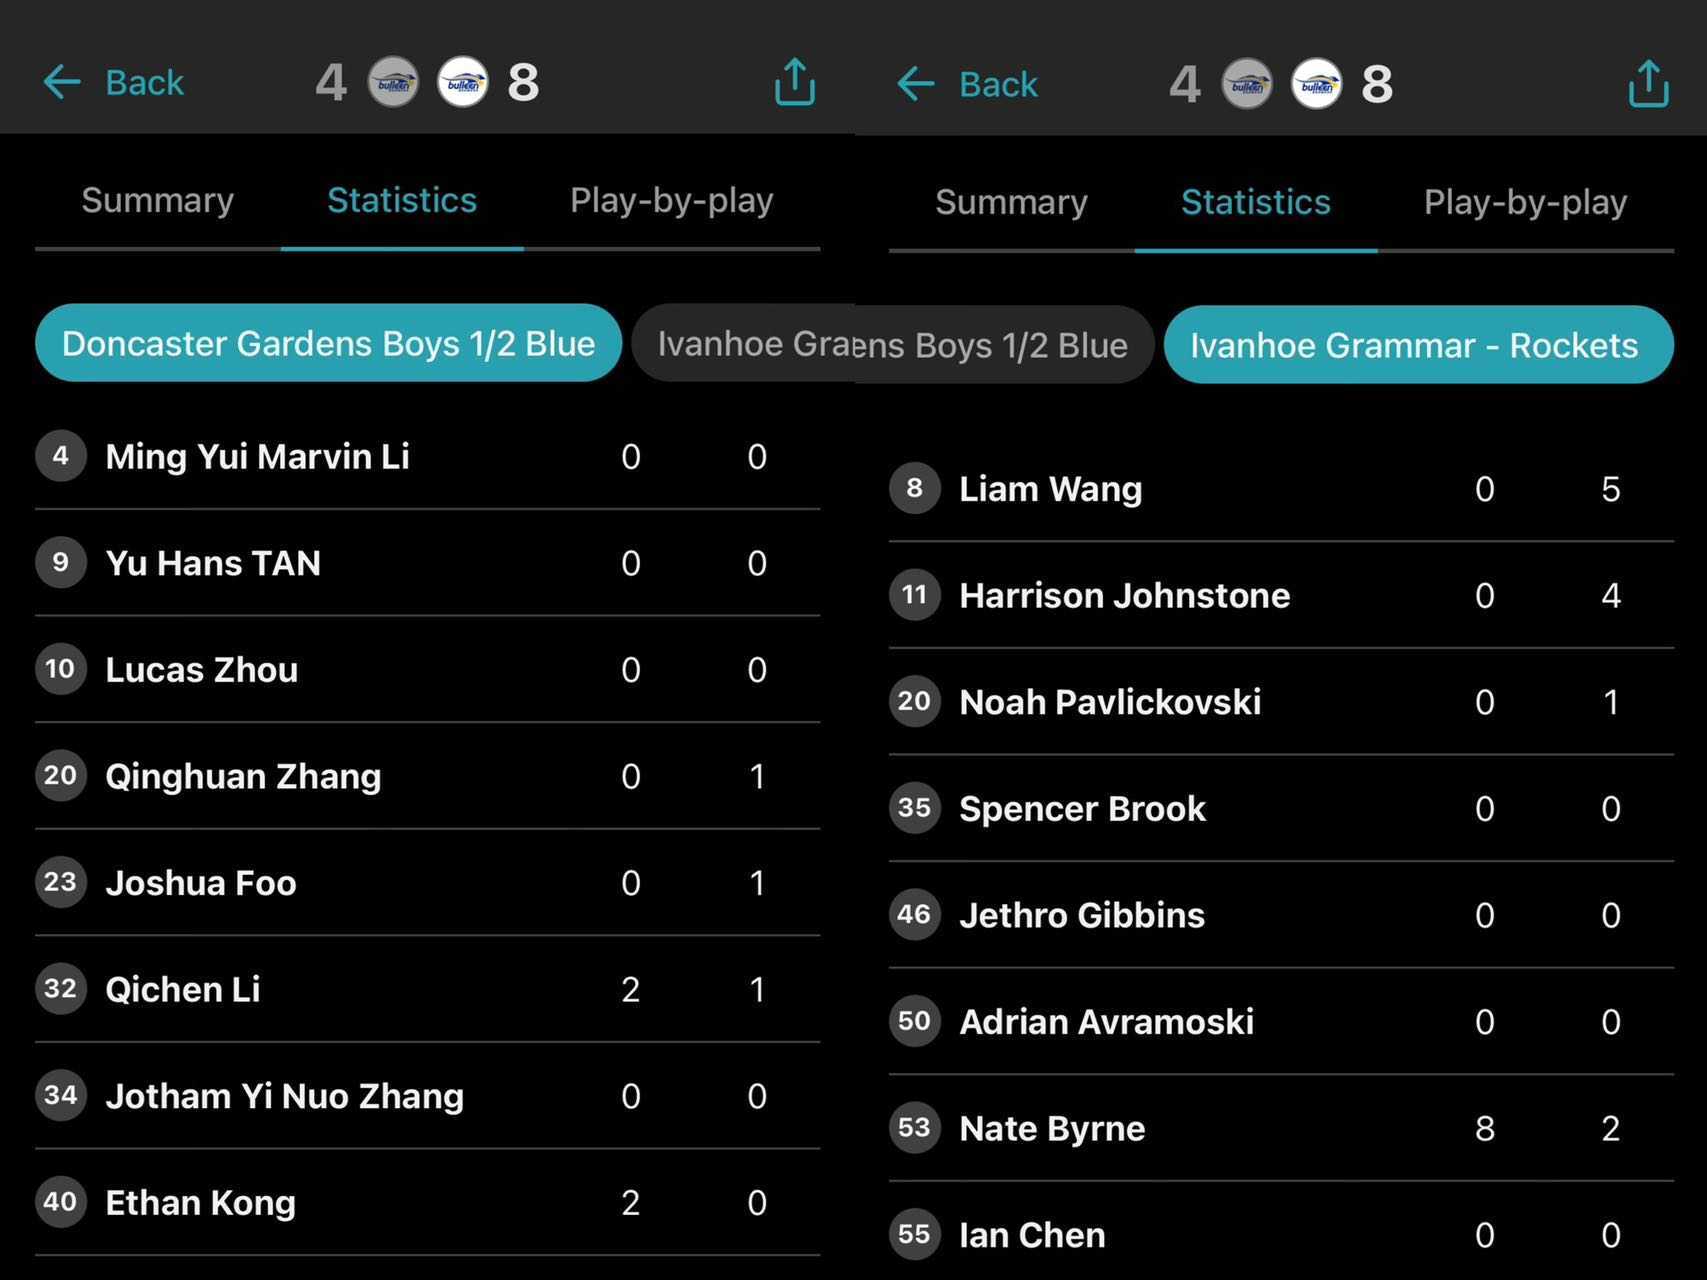 Back 4 bulleen bulleen 8
Summary Statistics Play-by-play
Doncaster Gardens Boys 1/2 Blue Ivanhoe Gra
4 Ming Yui Marvin Li 0 0
9 Yu Hans TAN 0 0
10 Lucas Zhou 0 0
20 Qinghuan Zhang 0 1
23 Joshua Foo 0 1
32 Qichen Li 2 1
34 Jotham Yi Nuo Zhang 0 0
40 Ethan Kong 2 0
Back 4 bulleen bulleen 8
Summary Statistics Play-by-play
ens Boys 1/2 Blue Ivanhoe Grammar - Rockets
8 Liam Wang 0 5
11 Harrison Johnstone 0 4
20 Noah Pavlickovski 0 1
35 Spencer Brook 0 0
46 Jethro Gibbins 0 0
50 Adrian Avramoski 0 0
53 Nate Byrne 8 2
55 Ian Chen 0 0